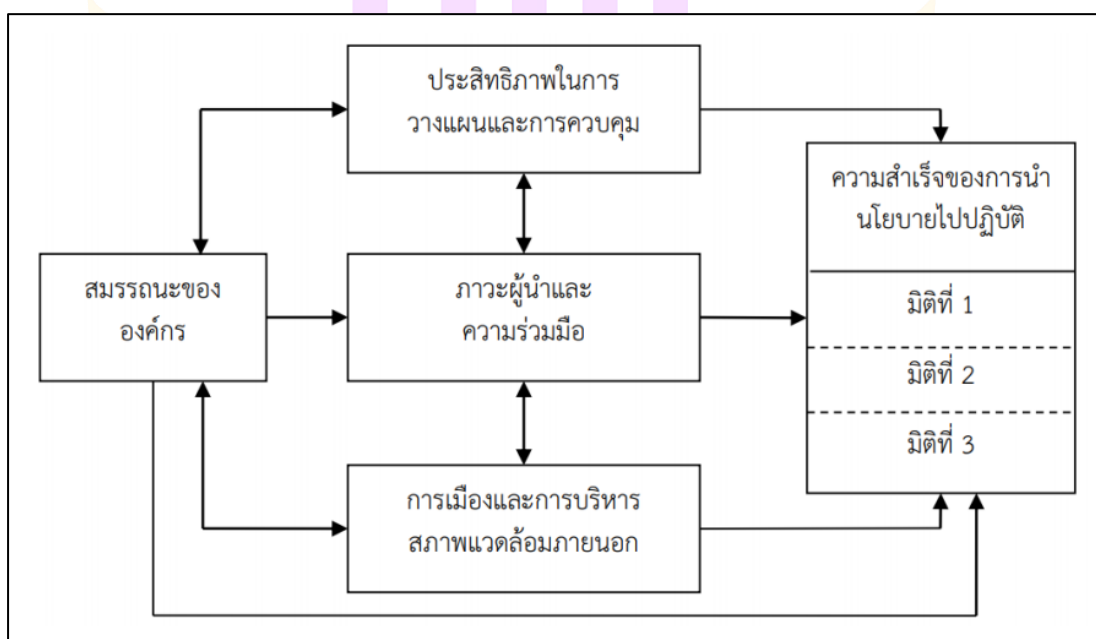 ประสิทธิภาพในการ
วางแผนและการควบคุม
ความสำเร็จของการนำ
นโยบายไปปฏิบัติ
สมรรถนะของ
องค์กร
ภาวะผู้นำและ
ความร่วมมือ
มิติที่ 1
มิติที่ 2
มิติที่ 3
การเมืองและการบริหาร
สภาพแวดล้อมภายนอก